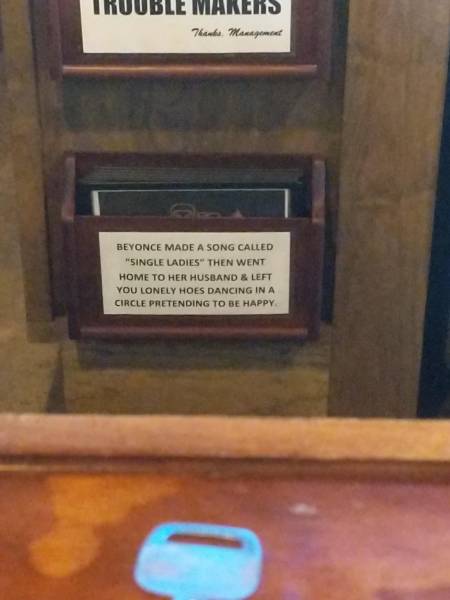 TROUBLE MAKERS
Thanks, Management
BEYONCE MADE A SONG CALLED
"SINGLE LADIES" THEN WENT
HOME TO HER HUSBAND & LEFT
YOU LONELY HOES DANCING IN A
CIRCLE PRETENDING TO BE HAPPY.